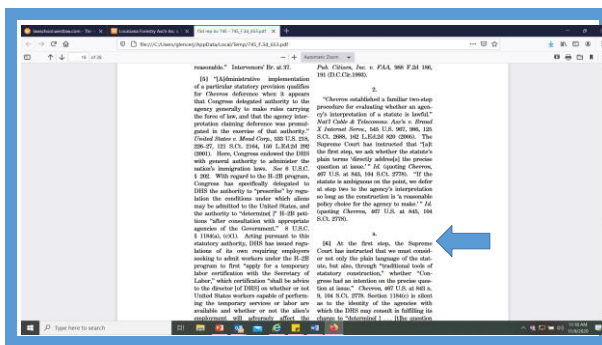 Louisiana Forestry Ass'n Inc. v
745_F.3d_653.pdf
of 38
Automatic Zoom
reasonable." Intervenors' Br. at 37.
[5] "[A]dministrative implementation
of a particular statutory provision qualifies
for Chevron deference when it appears
that Congress delegated authority to the
agency generally to make rules carrying
the force of law, and that the agency inter-
pretation claiming deference was promul-
gated in the exercise of that authority."
United States v. Mead Corp., 533 U.S. 218,
226-27, 121 S.Ct. 2164, 150 L.Ed.2d 292
(2001). Here, Congress endowed the DHS
with general authority to administer the
nation's immigration laws. See 6 U.S.C.
§ 202. With regard to the H-2B program,
Congress has specifically delegated to
DHS the authority to "prescribe" by regu-
lation the conditions under which aliens
may be admitted to the United States, and
the authority to "determine[ ]" H-2B peti-
tions "after consultation with appropriate
agencies of the Government." 8 U.S.C.
§ 1184(a), (c)(1). Acting pursuant to this
statutory authority, DHS has issued regu-
lations of its own requiring employers
seeking to admit workers under the H-2B
program to first "apply for a temporary
labor certification with the Secretary of
Labor," which certification "shall be advice
to the director [of DHS] on whether or not
United States workers capable of perform-
ing the temporary services or labor are
available and whether or not the alien's
employment will adversely affect the
Pub. Citizen, Inc. v. FAA, 988 F.2d 186,
191 (D.C.Cir.1993).
2.
"Chevron established a familiar two-step
procedure for evaluating whether an agen-
cy's interpretation of a statute is lawful."
Nat'l Cable & Telecomms. Ass'n v. Brand
X Internet Servs., 545 U.S. 967, 986, 125
S.Ct. 2688, 162 L.Ed.2d 820 (2005). The
Supreme Court has instructed that "[a]t
the first step, we ask whether the statute's
plain terms 'directly addres[s] the precise
question at issue.'" Id. (quoting Chevron,
467 U.S. at 843, 104 S.Ct. 2778). "If the
statute is ambiguous on the point, we defer
at step two to the agency's interpretation
so long as the construction is 'a reasonable
policy choice for the agency to make.'" Id.
(quoting Chevron, 467 U.S. at 845, 104
S.Ct. 2778).
a.
[6] At the first step, the Supreme
Court has instructed that we must consid-
er not only the plain language of the stat-
ute, but also, through "traditional tools of
statutory construction," whether "Con-
gress had an intention on the precise ques-
tion at issue." Chevron, 467 U.S. at 843 n.
9, 104 S.Ct. 2778. Section 1184(c) is silent
as to the identity of the agencies with
which the DHS may consult in fulfilling its
charge to "determine[ ] ... [t]he question
Type here to search